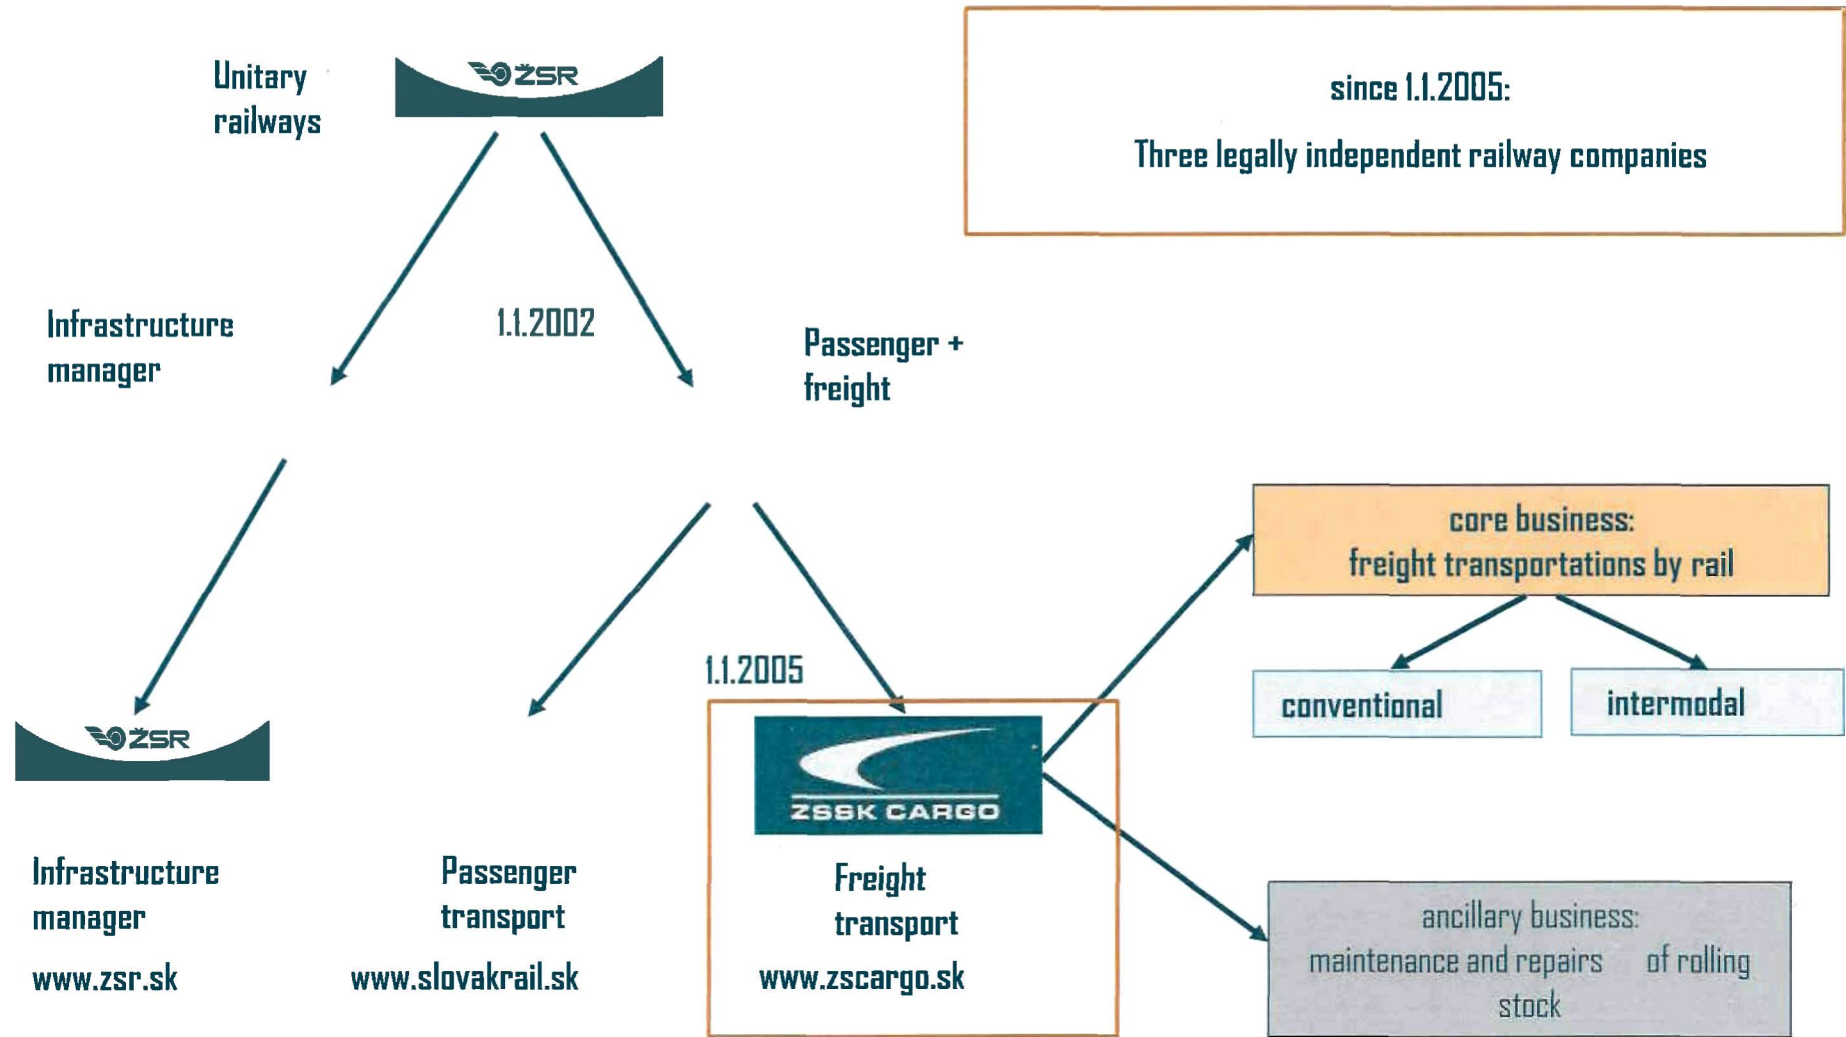 Unitary
railways
ŽSR
since 1.1.2005:
Three legally independent railway companies
Infrastructure
manager
1.1.2002
Passenger +
freight
core business:
freight transportations by rail
conventional
intermodal
1.1.2005
ŽSR
ZSSK CARGO
Infrastructure
manager
www.zsr.sk
Passenger
transport
www.slovakrail.sk
Freight
transport
www.zscargo.sk
ancillary business:
maintenance and repairs of rolling
stock